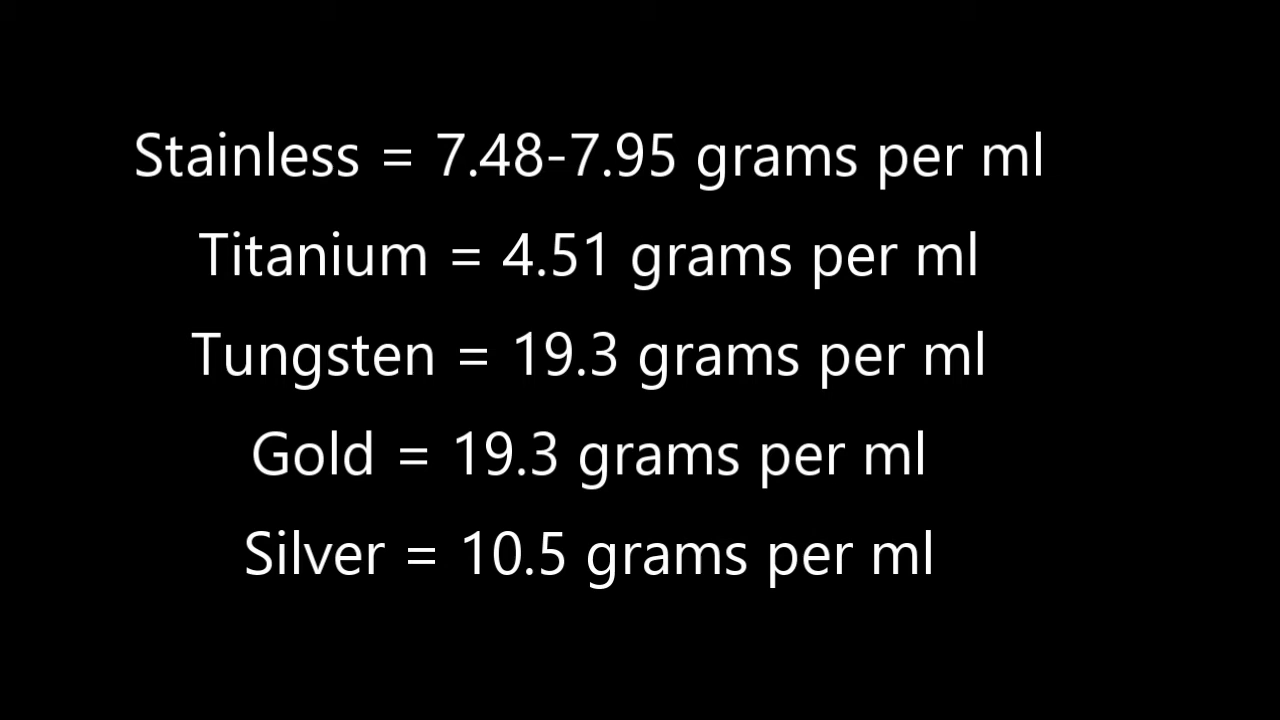 Stainless = 7.48-7.95 grams per ml
Titanium = 4.51 grams per ml
Tungsten = 19.3 grams per ml
Gold = 19.3 grams per ml
Silver = 10.5 grams per ml